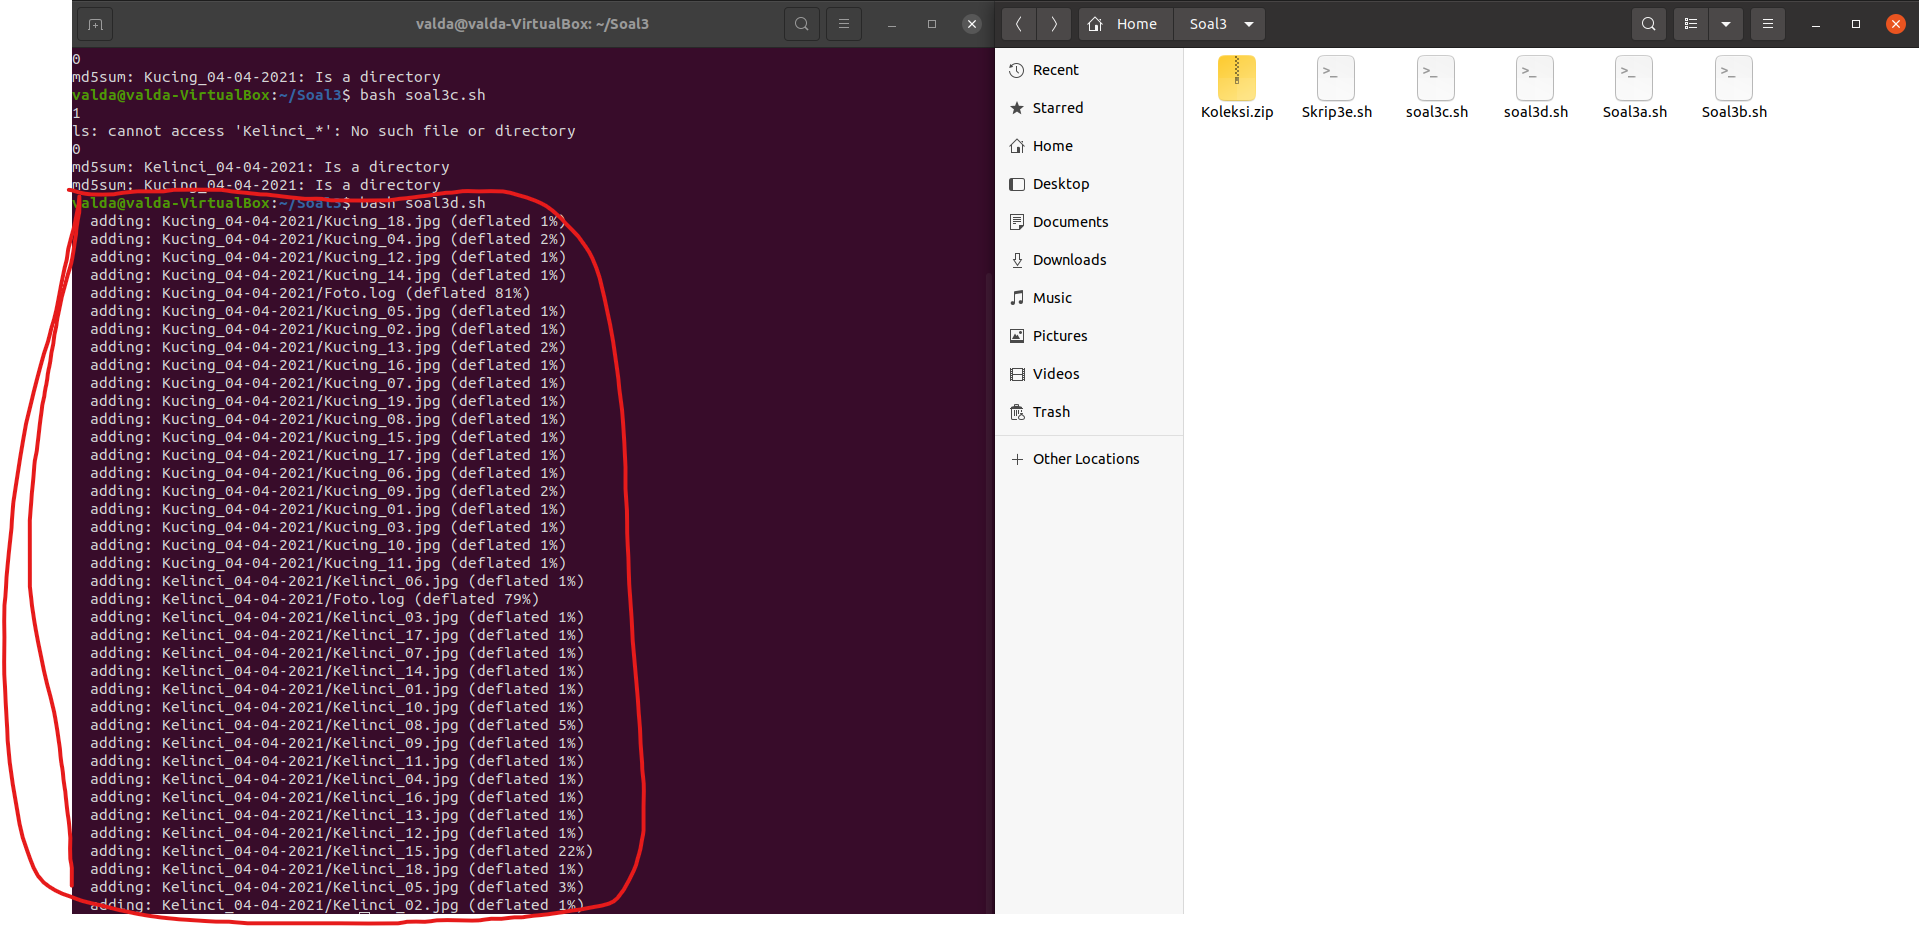 valda@valda-VirtualBox: ~/Soal3
0
md5sum: Kucing_04-04-2021: Is a directory
valda@valda-VirtualBox:~/Soal3$ bash soal3c.sh
1
ls: cannot access 'Kelinci_*': No such file or directory
0
md5sum: Kelinci_04-04-2021: Is a directory
md5sum: Kucing_04-04-2021: Is a directory
valda@valda-VirtualBox:~/Soal3$ bash soal3d.sh
adding: Kucing_04-04-2021/Kucing_18.jpg (deflated 1%)
adding: Kucing_04-04-2021/Kucing_04.jpg (deflated 2%)
adding: Kucing_04-04-2021/Kucing_12.jpg (deflated 1%)
adding: Kucing_04-04-2021/Kucing_14.jpg (deflated 1%)
adding: Kucing_04-04-2021/Foto.log (deflated 81%)
adding: Kucing_04-04-2021/Kucing_05.jpg (deflated 1%)
adding: Kucing_04-04-2021/Kucing_02.jpg (deflated 1%)
adding: Kucing_04-04-2021/Kucing_13.jpg (deflated 2%)
adding: Kucing_04-04-2021/Kucing_16.jpg (deflated 1%)
adding: Kucing_04-04-2021/Kucing_07.jpg (deflated 1%)
adding: Kucing_04-04-2021/Kucing_19.jpg (deflated 1%)
adding: Kucing_04-04-2021/Kucing_08.jpg (deflated 1%)
adding: Kucing_04-04-2021/Kucing_15.jpg (deflated 1%)
adding: Kucing_04-04-2021/Kucing_17.jpg (deflated 1%)
adding: Kucing_04-04-2021/Kucing_06.jpg (deflated 1%)
adding: Kucing_04-04-2021/Kucing_09.jpg (deflated 2%)
adding: Kucing_04-04-2021/Kucing_01.jpg (deflated 1%)
adding: Kucing_04-04-2021/Kucing_03.jpg (deflated 1%)
adding: Kucing_04-04-2021/Kucing_10.jpg (deflated 1%)
adding: Kucing_04-04-2021/Kucing_11.jpg (deflated 1%)
adding: Kelinci_04-04-2021/Kelinci_06.jpg (deflated 1%)
adding: Kelinci_04-04-2021/Foto.log (deflated 79%)
adding: Kelinci_04-04-2021/Kelinci_03.jpg (deflated 1%)
adding: Kelinci_04-04-2021/Kelinci_17.jpg (deflated 1%)
adding: Kelinci_04-04-2021/Kelinci_07.jpg (deflated 1%)
adding: Kelinci_04-04-2021/Kelinci_14.jpg (deflated 1%)
adding: Kelinci_04-04-2021/Kelinci_01.jpg (deflated 1%)
adding: Kelinci_04-04-2021/Kelinci_10.jpg (deflated 1%)
adding: Kelinci_04-04-2021/Kelinci_08.jpg (deflated 5%)
adding: Kelinci_04-04-2021/Kelinci_09.jpg (deflated 1%)
adding: Kelinci_04-04-2021/Kelinci_11.jpg (deflated 1%)
adding: Kelinci_04-04-2021/Kelinci_04.jpg (deflated 1%)
adding: Kelinci_04-04-2021/Kelinci_16.jpg (deflated 1%)
adding: Kelinci_04-04-2021/Kelinci_13.jpg (deflated 1%)
adding: Kelinci_04-04-2021/Kelinci_12.jpg (deflated 1%)
adding: Kelinci_04-04-2021/Kelinci_15.jpg (deflated 22%)
adding: Kelinci_04-04-2021/Kelinci_18.jpg (deflated 1%)
adding: Kelinci_04-04-2021/Kelinci_05.jpg (deflated 3%)
adding: Kelinci_04-04-2021/Kelinci_02.jpg (deflated 1%)
Home Soal3
Recent
Starred
Home
Desktop
Documents
Downloads
Music
Pictures
Videos
Trash
Other Locations
Koleksi.zip Skrip3e.sh soal3c.sh soal3d.sh Soal3a.sh Soal3b.sh